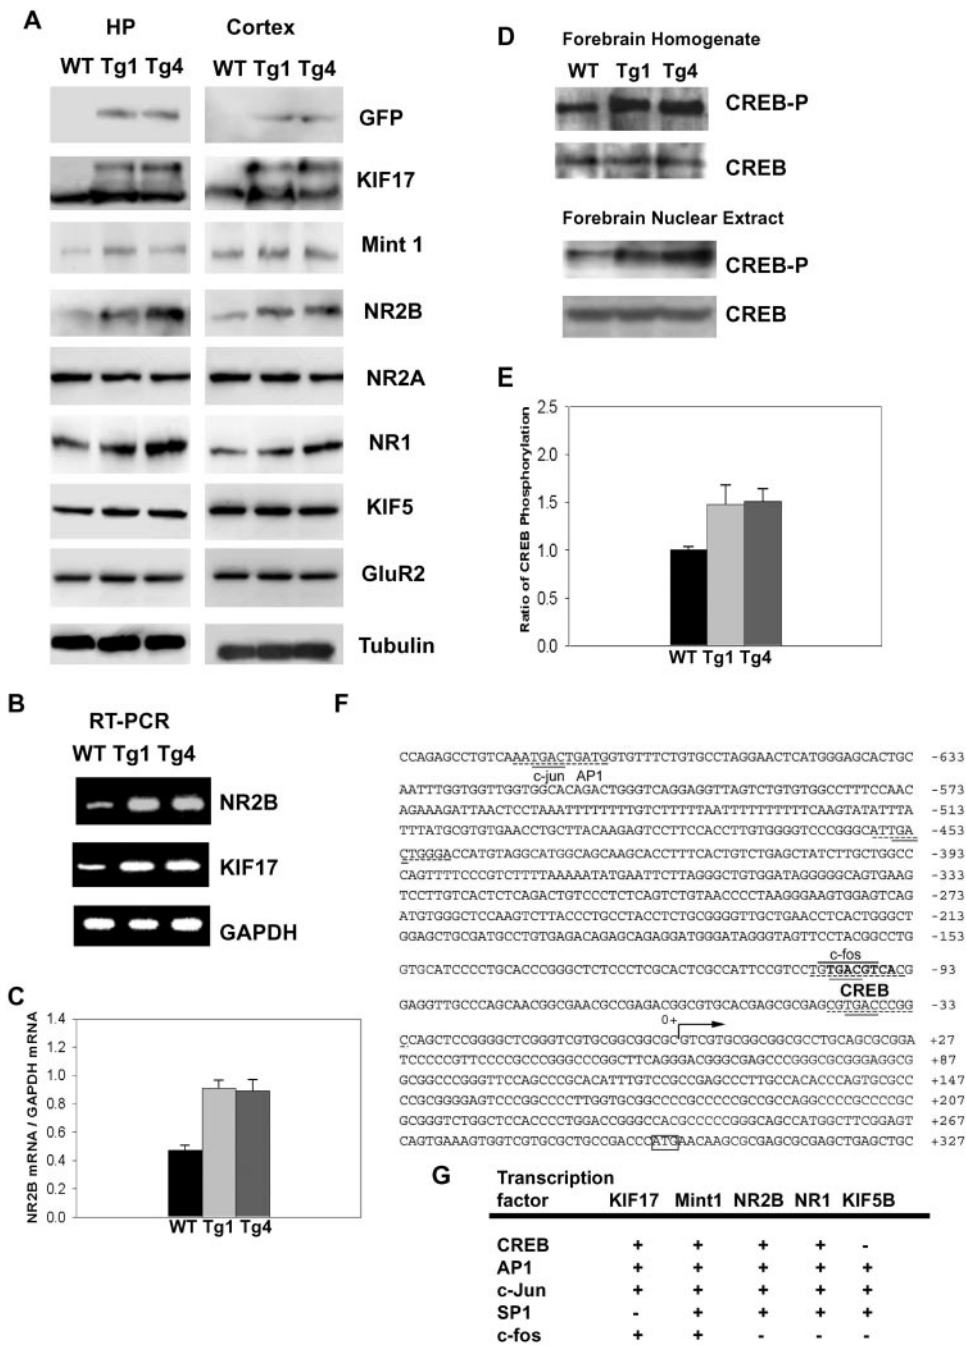 A
HP Cortex
WT Tg1 Tg4 WT Tg1 Tg4
GFP
KIF17
Mint 1
NR2B
NR2A
NR1
KIF5
GluR2
Tubulin
B
RT-PCR
WT Tg1 Tg4
NR2B
KIF17
GAPDH
C
NR2B mRNA / GAPDH mRNA
1.4
1.2
1.0
0.8
0.6
0.4
0.2
0.0
WT Tg1 Tg4
D
Forebrain Homogenate
WT Tg1 Tg4
CREB-P
CREB
Forebrain Nuclear Extract
CREB-P
CREB
E
Ratio of CREB Phosphorylation
2.5
2.0
1.5
1.0
0.5
0.0
WT Tg1 Tg4
F
CCAGAGCCTGTCAAATGACTGATGGTGTTTCTGTGCCTAGGAACTCATGGGAGCACTGC -633
c-jun AP1
AATTTGGTGGTTGGTGGCACAGACTGGGTCAGGAGGTTAGTCTGTGTGGCCTTTCCAAC -573
AGAAAGATTAACTCCTAAATTTTTTTTGTCTTTTTAATTTTTTTTTTTTCAAGTATATTTA -513
TTTATGCGTGTGAACCTGCTTACAAGAGTCCTTCCACCTTGTGGGGTCCCGGGCATTGA -453
CTGGGACCATGTAGGCATGGCAGCAAGCACCTTTCACTGTCTGAGCTATCTTGCTGGCC -393
CAGTTTTCCCGTCTTTTAAAAATATGAATTCTTAGGGCTGTGGATAGGGGGCAGTGAAG -333
TCCTTGTCACTCTCAGACTGTCCCTCTCAGTCTGTAACCCCTAAGGGAAGTGGAGTCAG -273
ATGTGGGCTCCAAGTCTTACCCTGCCTACCTCTGCGGGGTTGCTGAACCTCACTGGGCT -213
GGAGCTGCGATGCCTGTGAGACAGAGCAGAGGATGGGATAGGGTAGTTCCTACGGCCTG -153
c-fos
GTGCATCCCCTGCACCCGGGCTCTCCCTCGCACTCGCCATTCCGTCCTGTGACGTCACG -93
CREB
GAGGTTGCCCAGCAACGGCGAACGCCGAGACGGCGTGCACGAGCGCGAGCGTGACCCGG -33
0+
CCAGCTCCGGGGCTCGGGTCGTGCGGCGGCGCGTCGTGCGGCGGCGCCTGCAGCGCGGA +27
TCCCCCGTTCCCCGCCCGGCTTCAGGGACGGGCGAGCCCGGGCGCGGGAGGCG +87
GCGGCCCGGGTTCCAGCCCGCACATTTGTCCGCCGAGCCCTTGCCACACCCAGTGCGCC +147
CCGCGGGGAGTCCCGGCCCCTTGGTGCGGCCCCGCCCCCGCCGCCAGGCCCCGCCCCGC +207
GCGGGTCTGGCTCCACCCCTGGACCGGGCCACGCCCCCGGGCAGCCATGGCTTCGGAGT +267
CAGTGAAAGTGGTCGTGCGCTGCCGACCCATGAACAAGCGCGAGCGCGAGCTGAGCTGC +327
G
Transcription
factor KIF17 Mint1 NR2B NR1 KIF5B
CREB + + + + -
AP1 + + + + +
c-Jun + + + + +
SP1 - + + + +
c-fos + + - - -